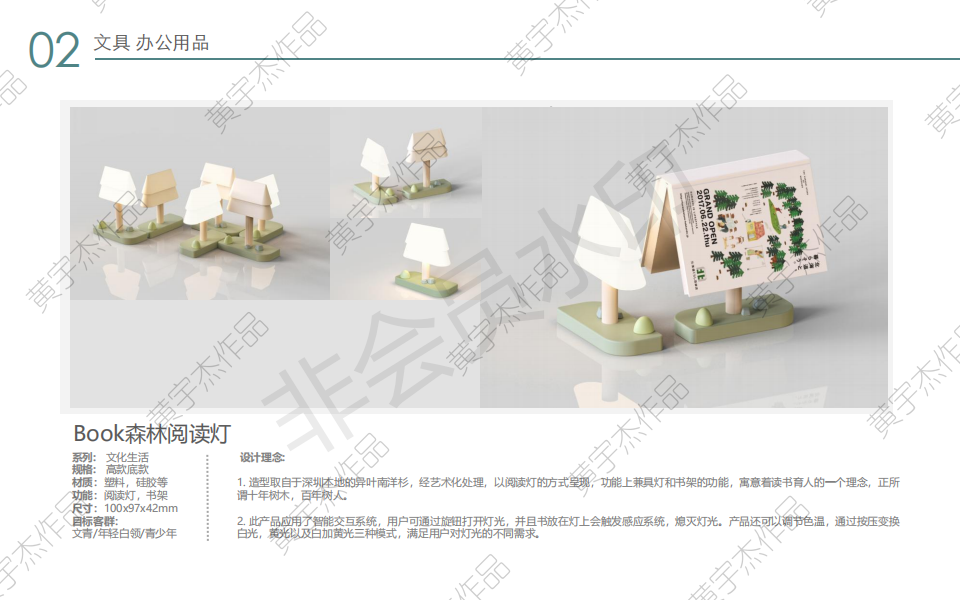 02
文具 办公用品
GRAND OPEN
2017.06.22.thu
Book森林阅读灯
系列： 文化生活
规格： 高款底款
材质：塑料，硅胶等
功能：阅读灯，书架
尺寸：100x97x42mm
目标客群:
文青/年轻白领/青少年
设计理念:
1. 造型取自于深圳本地的异叶南洋杉，经艺术化处理，以阅读灯的方式呈现，功能上兼具灯和书架的功能，寓意着读书育人的一个理念，正所
谓十年树木，百年树人。
2. 此产品应用了智能交互系统，用户可通过旋钮打开灯光，并且书放在灯上会触发感应系统，熄灭灯光。产品还可以调节色温，通过按压变换
白光，黄光以及白加黄光三种模式，满足用户对灯光的不同需求。
非会员水印
黄宇杰作品
黄宇杰作品
黄宇杰作品
黄宇杰作品
黄宇杰作品
黄宇杰作品
黄宇杰作品
黄宇杰作品
黄宇杰作品
黄宇杰作品
黄宇杰作品
黄宇杰作品